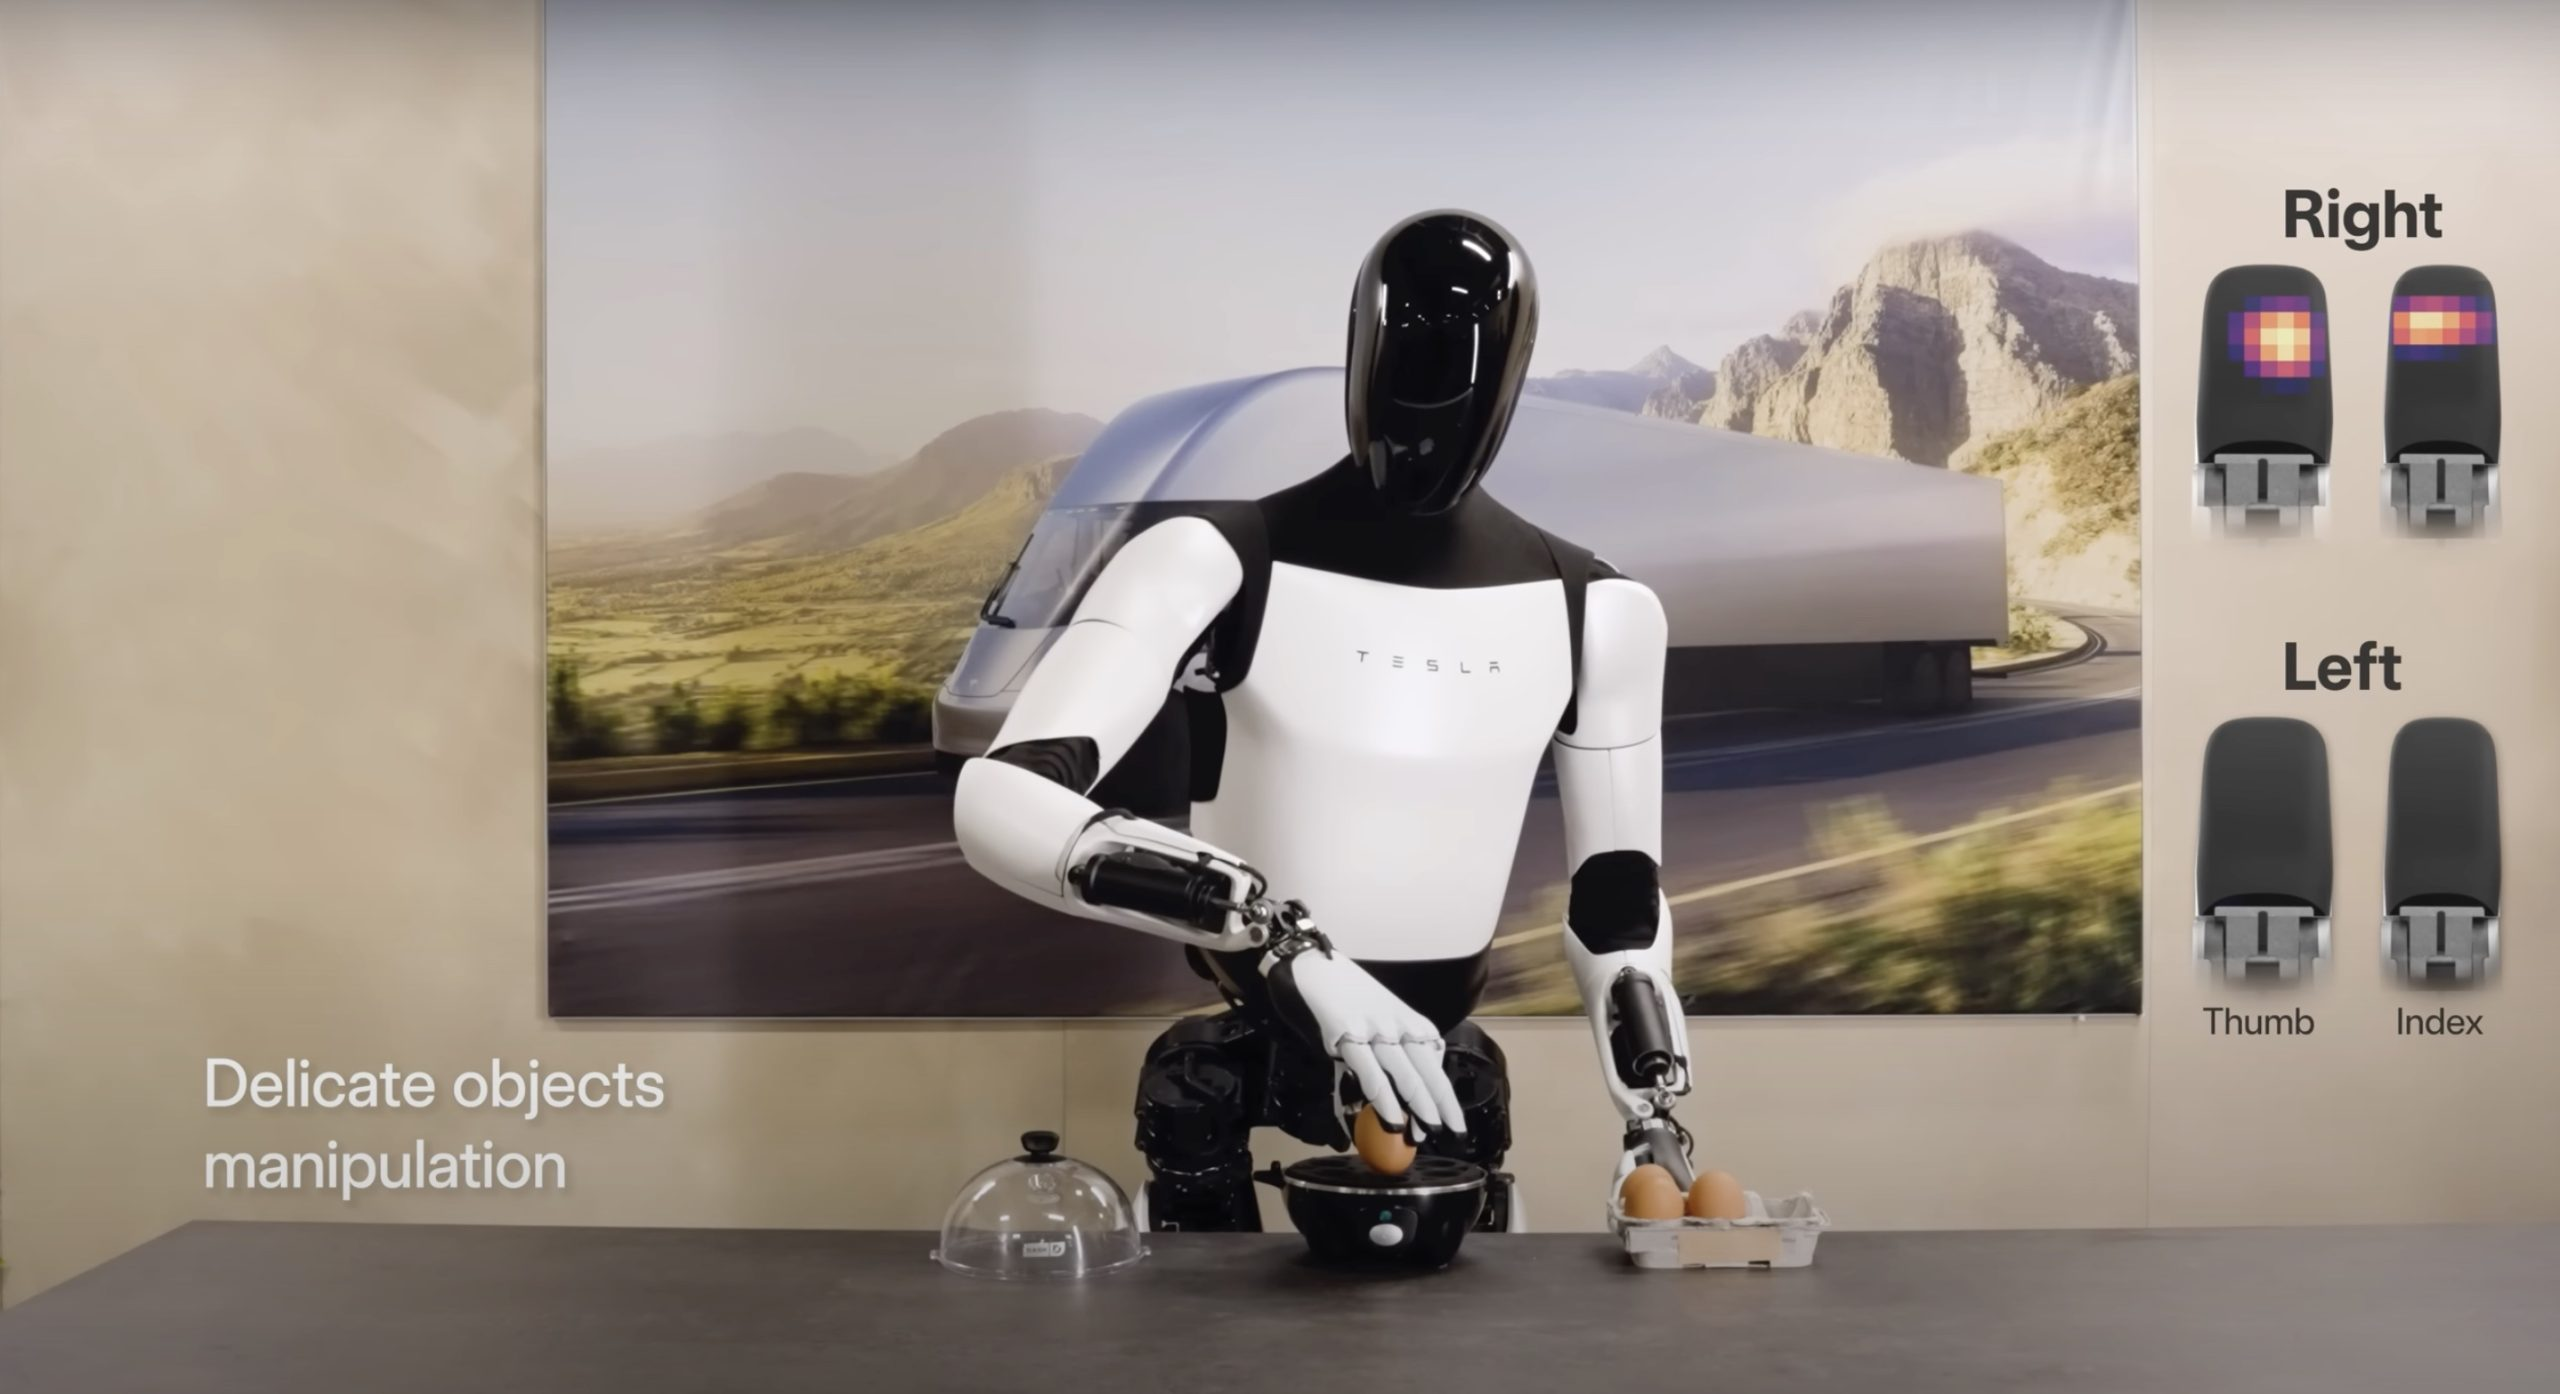 Right
TESLA
Left
Thumb Index
Delicate objects
manipulation